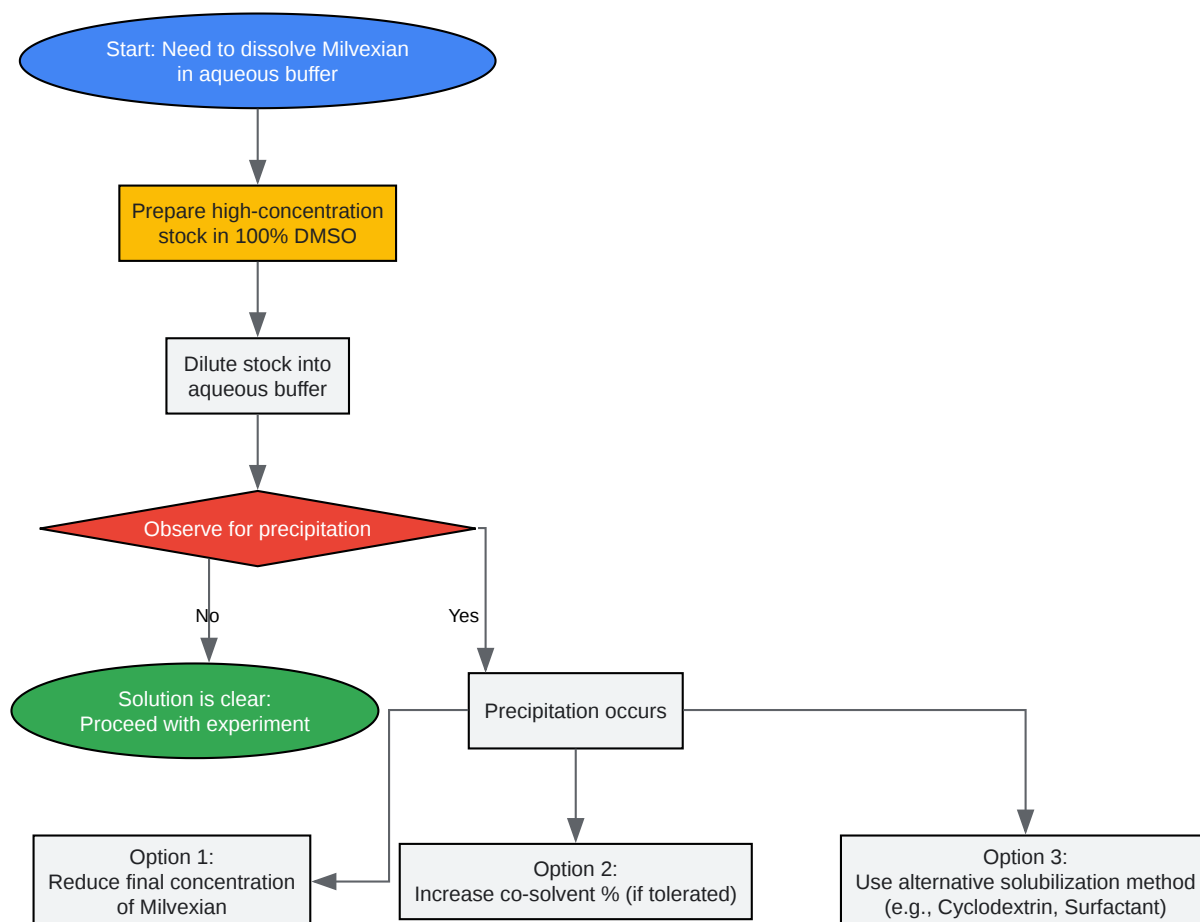 Start: Need to dissolve Milvexian
in aqueous buffer
Prepare high-concentration
stock in 100% DMSO
Dilute stock into
aqueous buffer
Observe for precipitation
No
Yes
Solution is clear:
Proceed with experiment
Precipitation occurs
Option 1:
Reduce final concentration
of Milvexian
Option 2:
Increase co-solvent % (if tolerated)
Option 3:
Use alternative solubilization method
(e.g., Cyclodextrin, Surfactant)